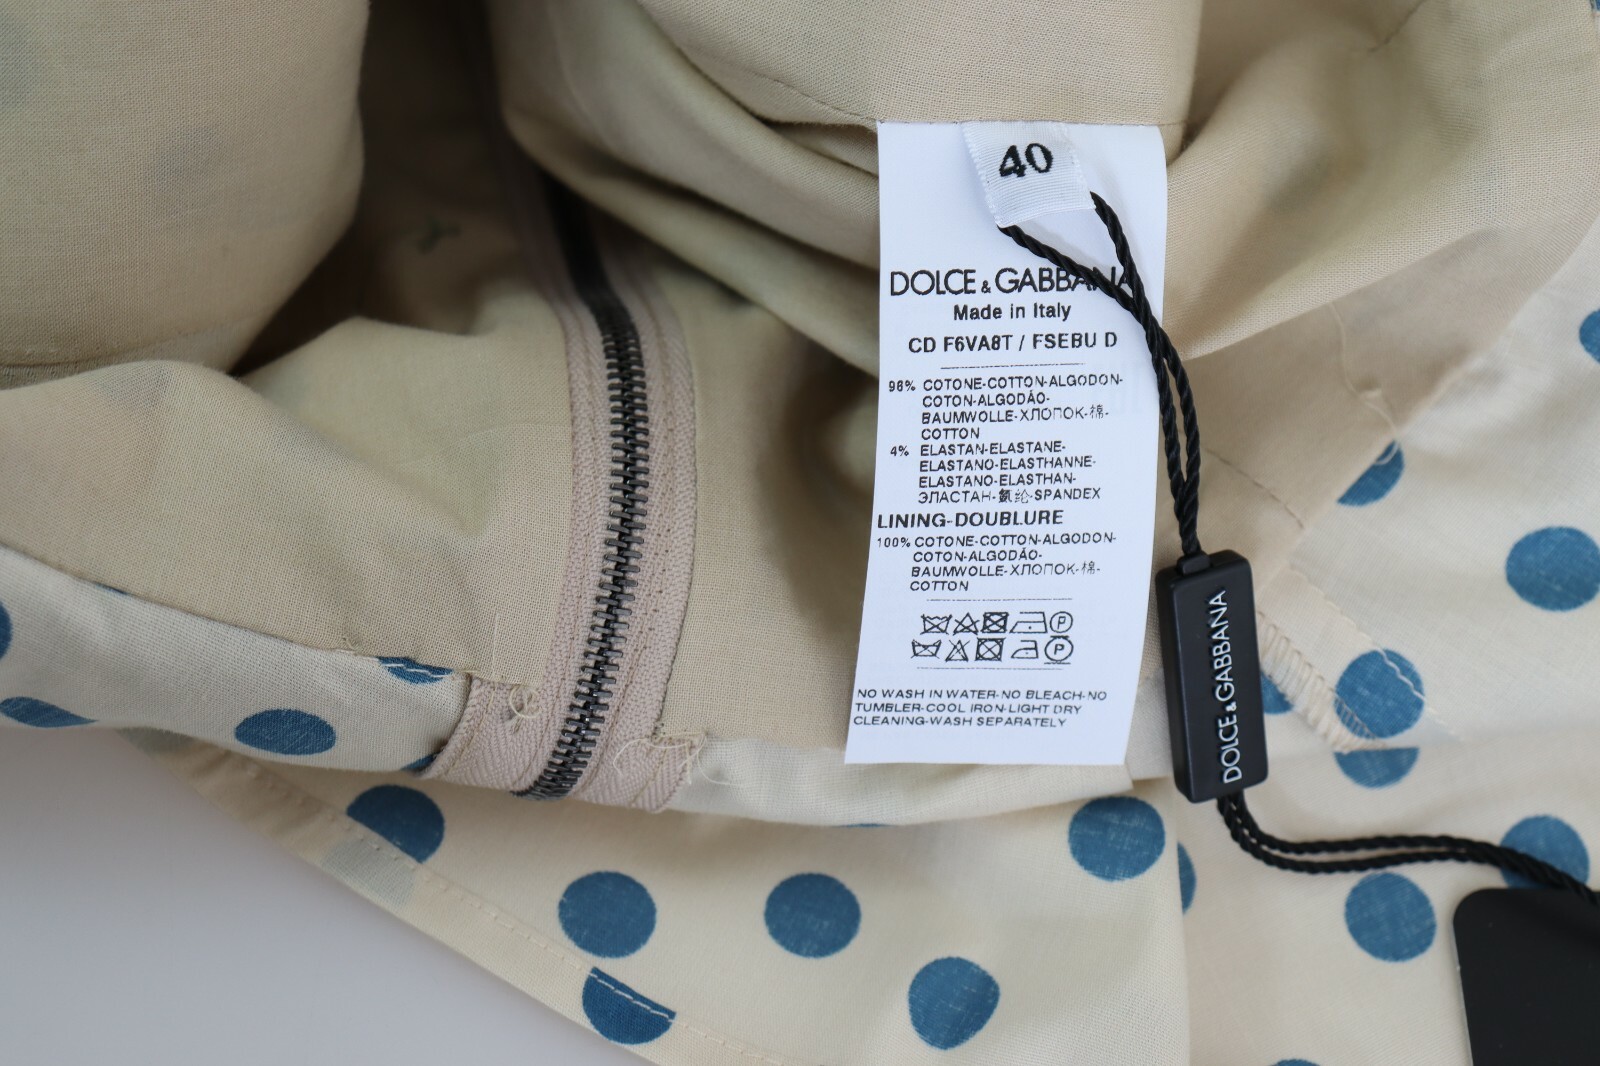 40
DOLCE & GABBANA
Made in Italy
CD F6VA8T / FSEBU D
96% COTONE-COTTON-ALGODON-
COTON-ALGODÃO-
BAUMWOLLE-ХЛОПОК-棉-
COTTON
4% ELASTAN-ELASTANE-
ELASTANO-ELASTHANNE-
ELASTANO-ELASTHAN-
ЭЛАСТАН-氨纶-SPANDEX
LINING-DOUBLURE
100% COTONE-COTTON-ALGODON-
COTON-ALGODÃO-
BAUMWOLLE-ХЛОПОК-棉-
COTTON
P
P
NO WASH IN WATER-NO BLEACH-NO
TUMBLER-COOL IRON-LIGHT DRY
CLEANING-WASH SEPARATELY
DOLCE & GABBANA